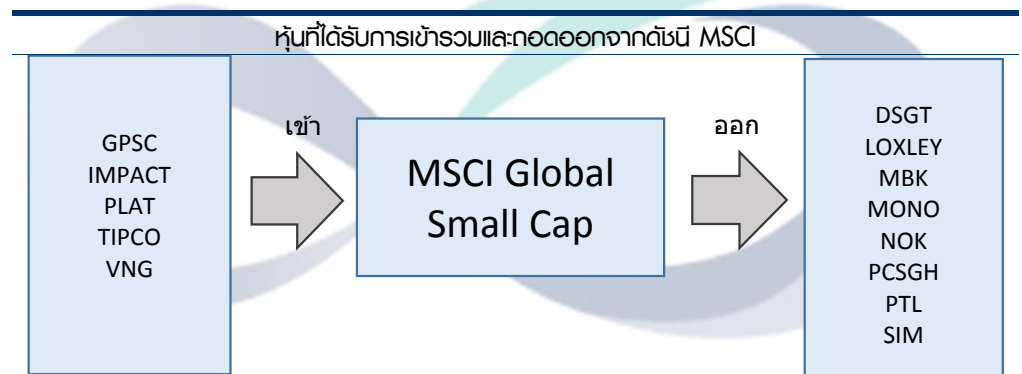 หุ้นที่ได้รับการเข้ารวมและถอดออกจากดัชนี MSCI
GPSC
IMPACT
PLAT
TIPCO
VNG
เข้า
MSCI Global
Small Cap
ออก
DSGT
LOXLEY
MBK
MONO
NOK
PCSGH
PTL
SIM